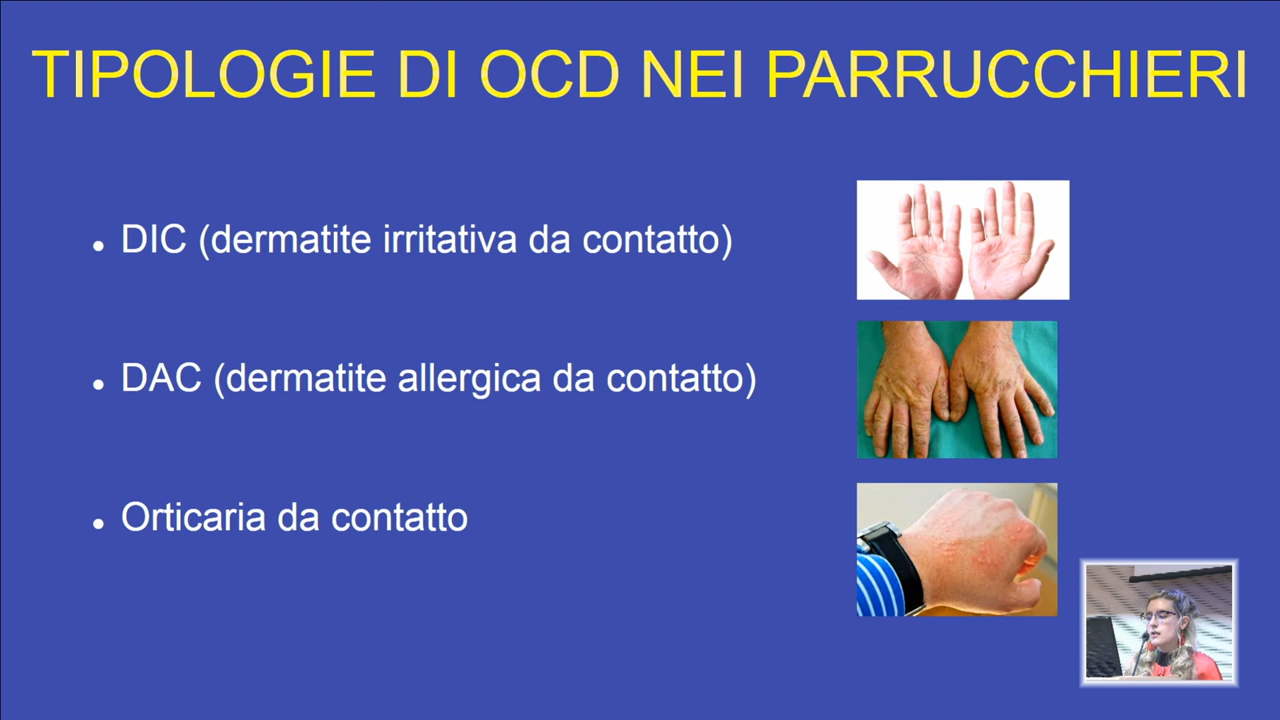 TIPOLOGIE DI OCD NEI PARRUCCHIERI
DIC (dermatite irritativa da contatto)
DAC (dermatite allergica da contatto)
Orticaria da contatto